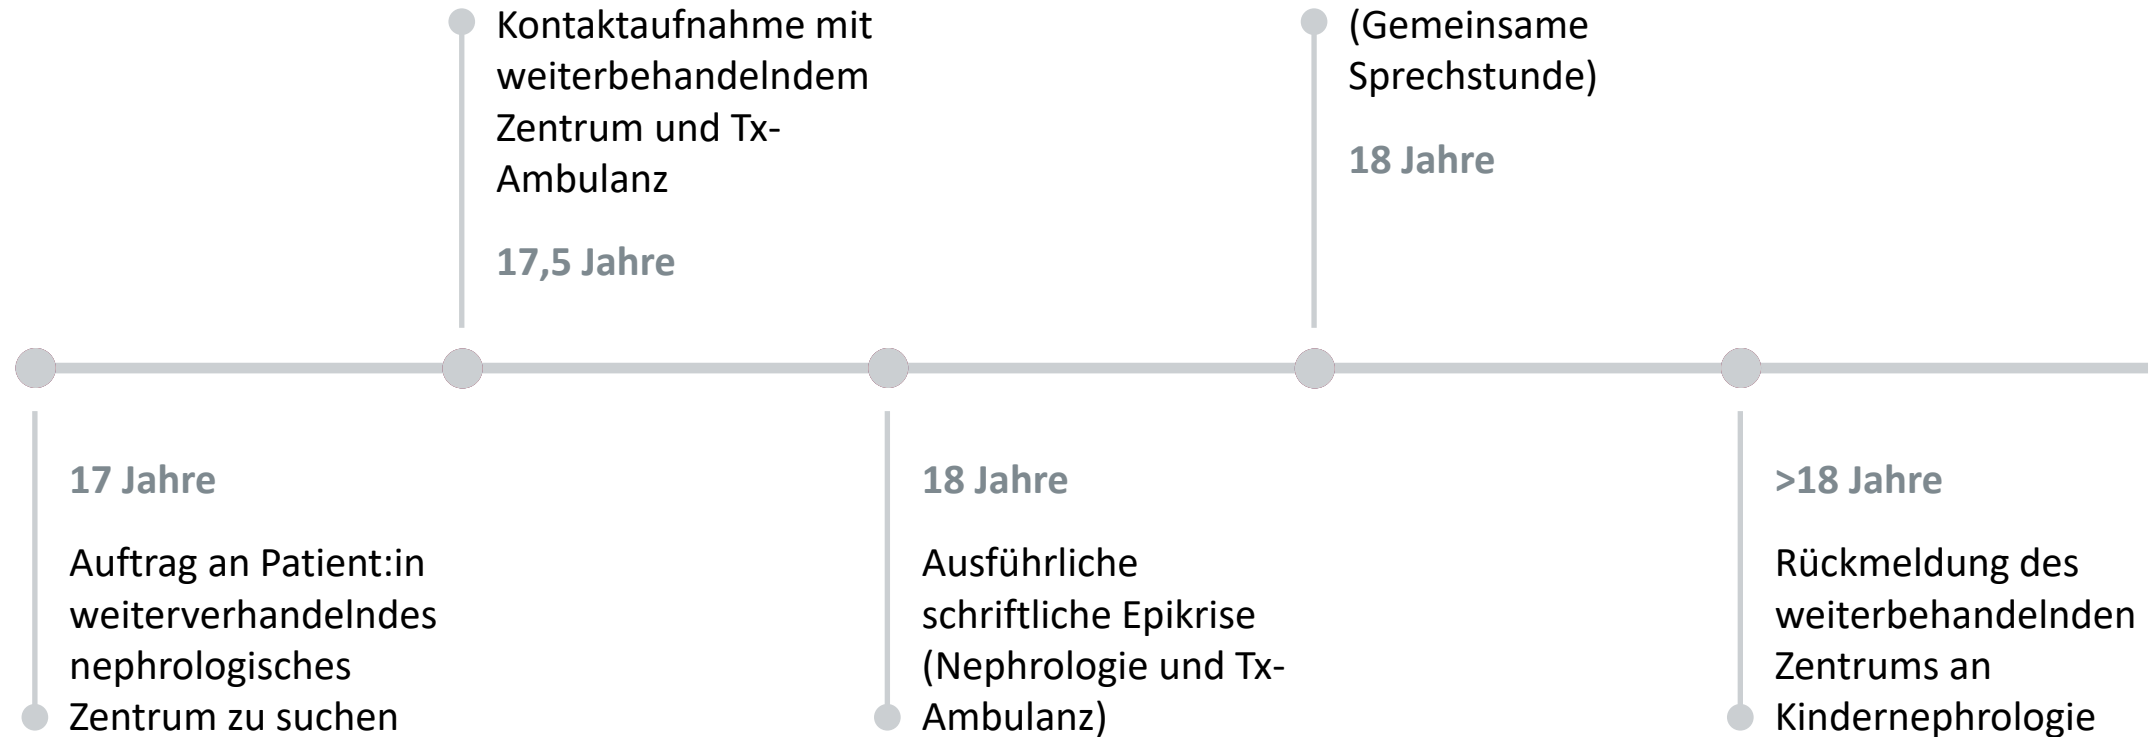 Kontaktaufnahme mit
weiterbehandelndem
Zentrum und Tx-
Ambulanz
17,5 Jahre
(Gemeinsame
Sprechstunde)
18 Jahre
17 Jahre
Auftrag an Patient:in
weiterverhandelndes
nephrologisches
Zentrum zu suchen
18 Jahre
Ausführliche
schriftliche Epikrise
(Nephrologie und Tx-
Ambulanz)
>18 Jahre
Rückmeldung des
weiterbehandelnden
Zentrums an
Kindernephrologie